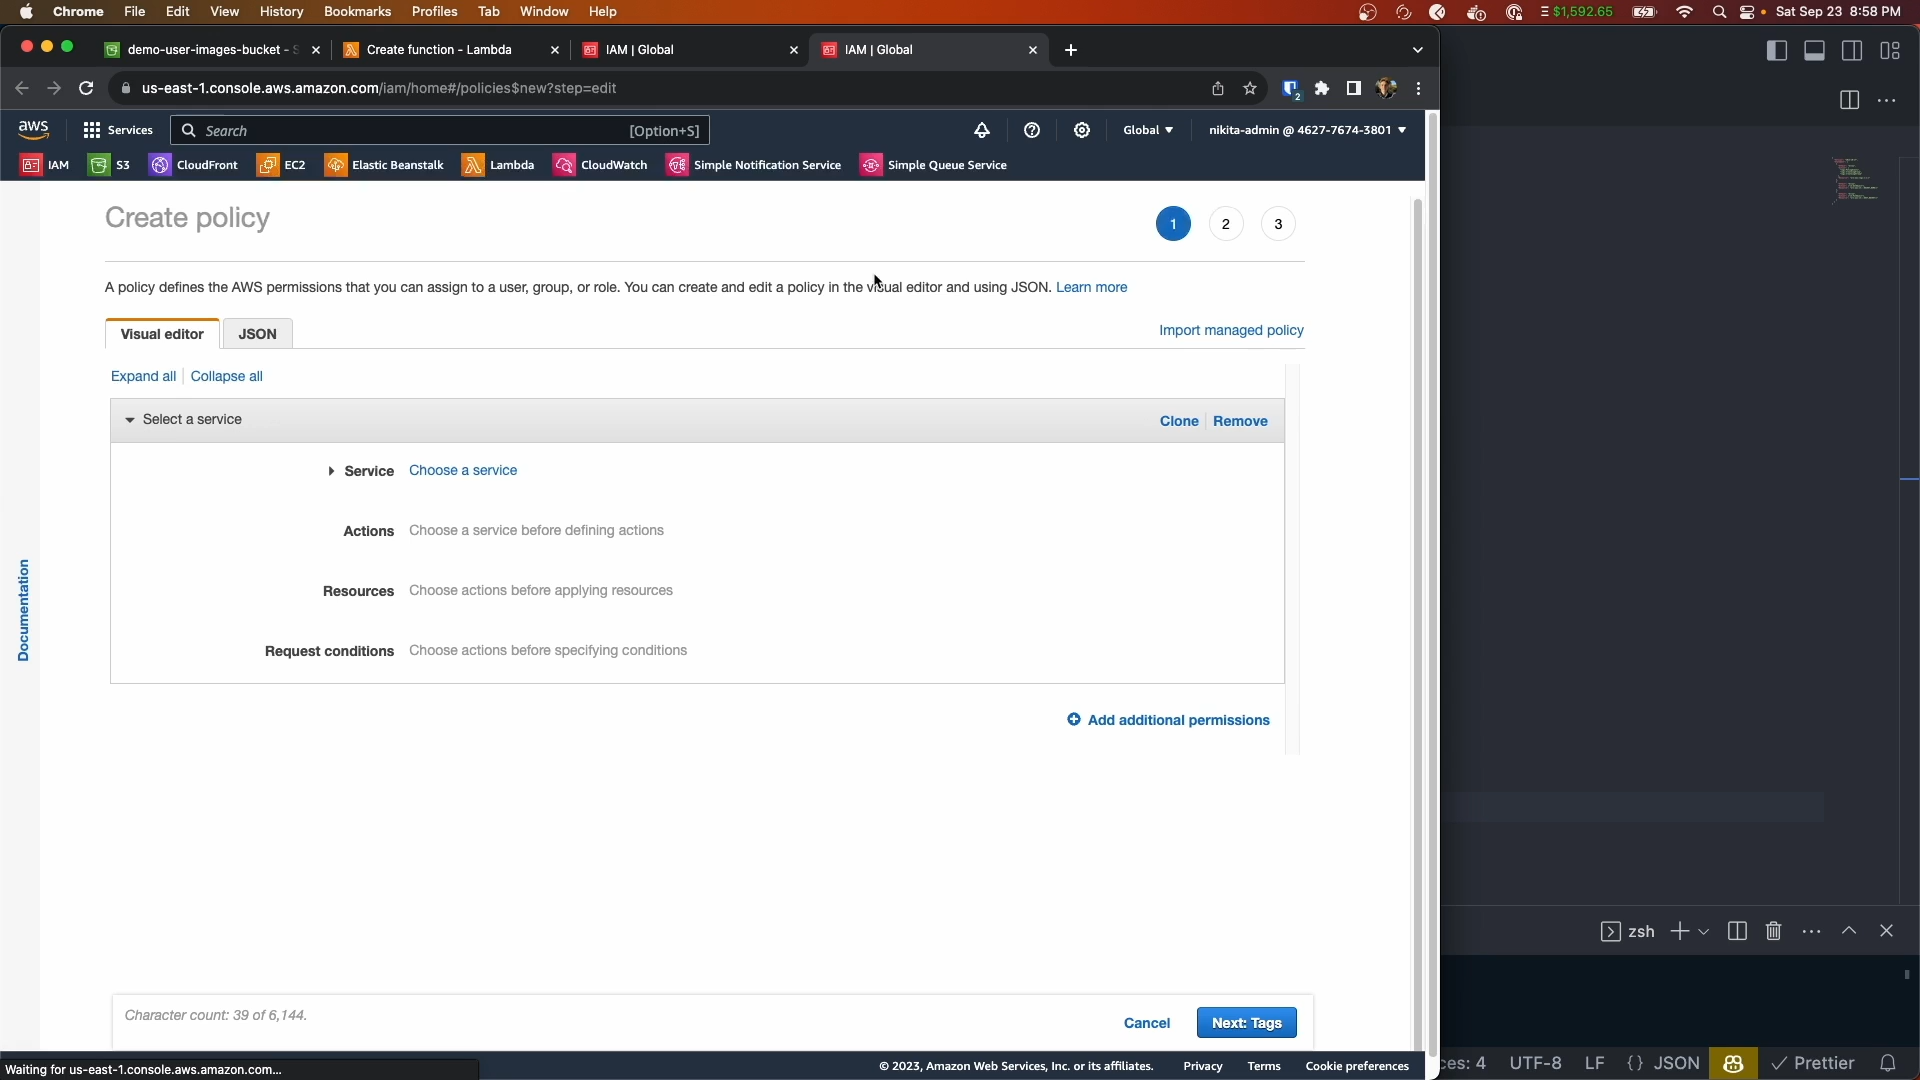 Chrome File Edit View History Bookmarks Profiles Tab Window Help $1,592.65 Sat Sep 23 8:58 PM
demo-user-images-bucket - S Create function - Lambda IAM | Global IAM | Global
us-east-1.console.aws.amazon.com/iam/home#/policies$new?step=edit 2
aws Services Search [Option+S] Global nikita-admin @ 4627-7674-3801
IAM S3 CloudFront EC2 Elastic Beanstalk Lambda CloudWatch Simple Notification Service Simple Queue Service
Create policy 1 2 3
A policy defines the AWS permissions that you can assign to a user, group, or role. You can create and edit a policy in the visual editor and using JSON. Learn more
Visual editor JSON Import managed policy
Expand all Collapse all
Select a service Clone Remove
Service Choose a service
Actions Choose a service before defining actions
Resources Choose actions before applying resources
Request conditions Choose actions before specifying conditions
Documentation
Add additional permissions
zsh
Character count: 39 of 6,144. Cancel Next: Tags
© 2023, Amazon Web Services, Inc. or its affiliates. Privacy Terms Cookie preferences
Waiting for us-east-1.console.aws.amazon.com... ces: 4 UTF-8 LF {} JSON Prettier